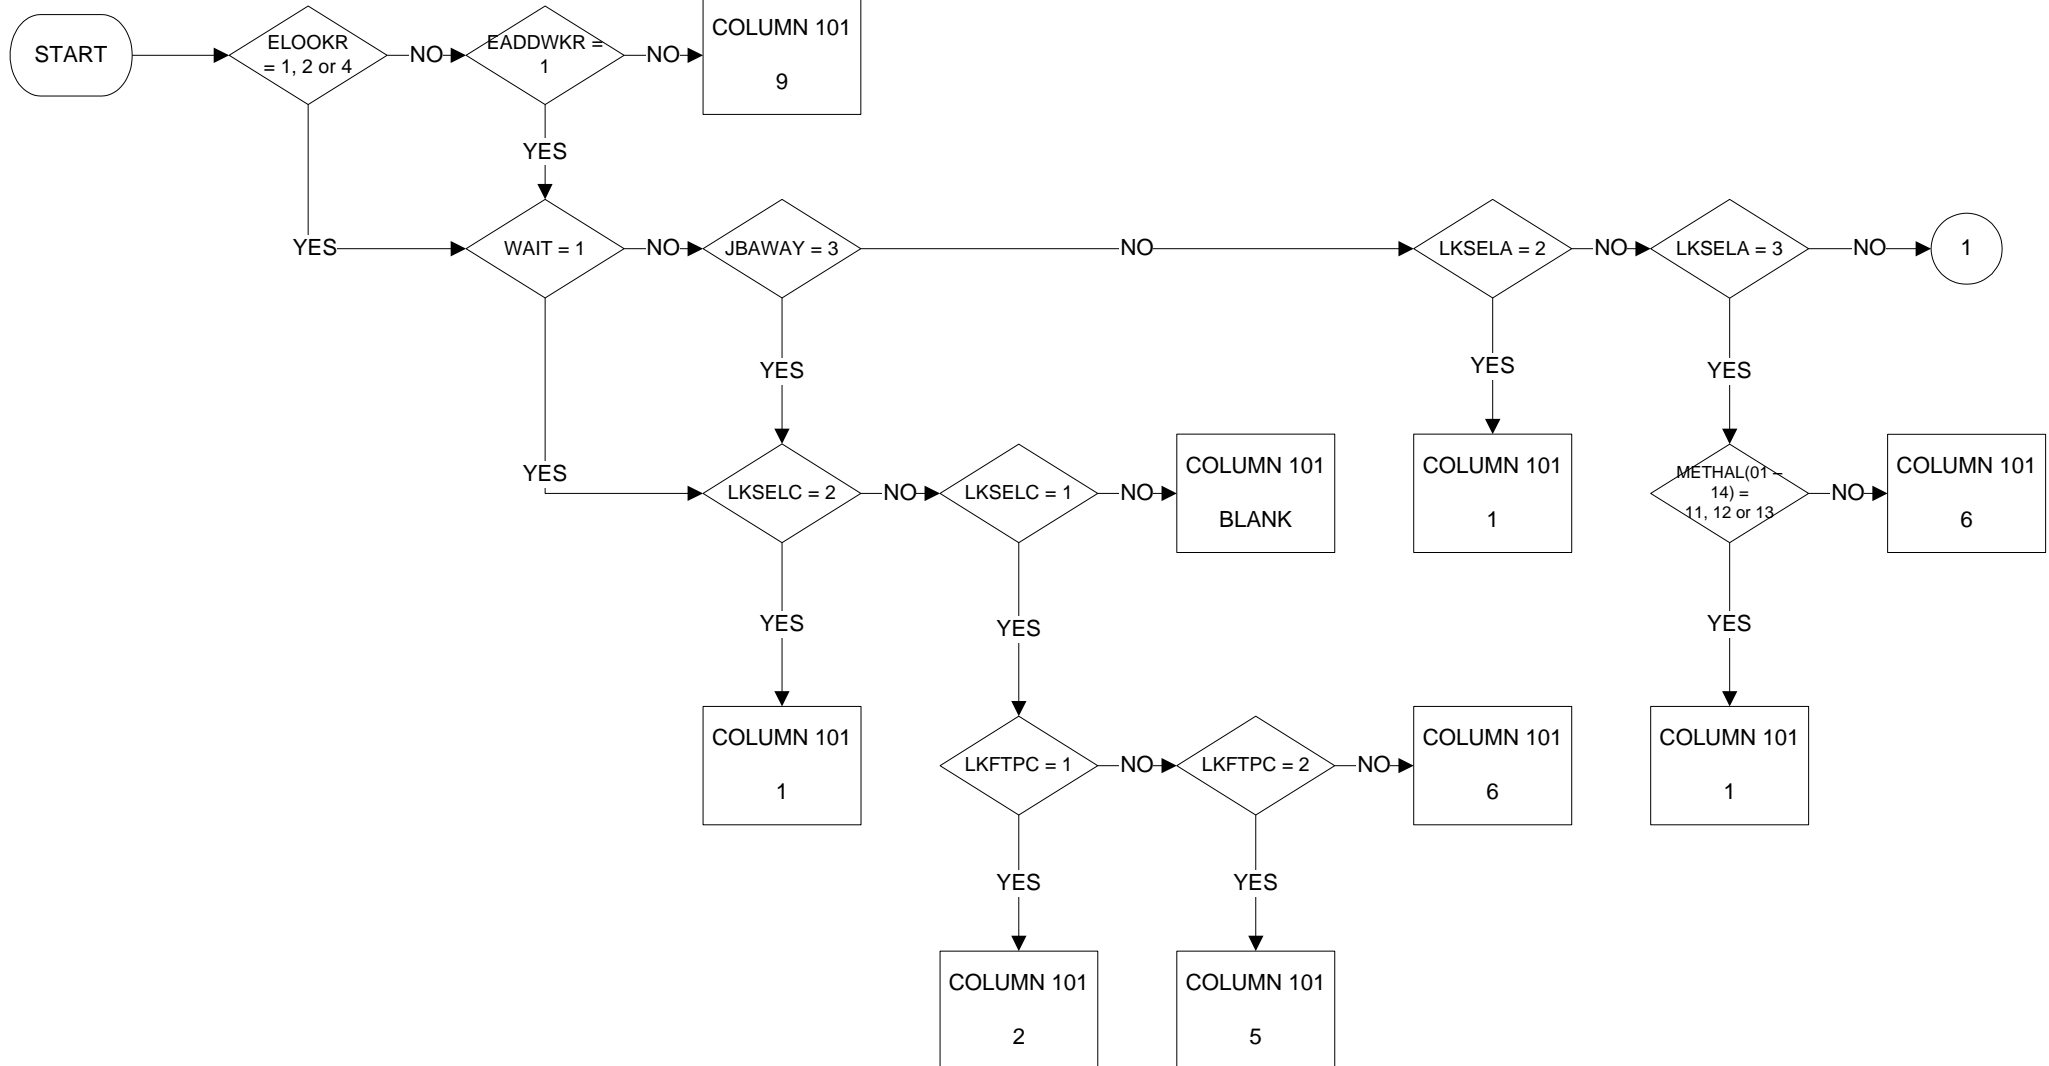 START
ELOOKR
= 1, 2 or 4
NO
EADDWKR =
1
NO
COLUMN 101
9
YES
YES
WAIT = 1
NO
JBAWAY = 3
NO
LKSELA = 2
NO
LKSELA = 3
NO
1
YES
YES
YES
YES
LKSELC = 2
NO
LKSELC = 1
NO
COLUMN 101
BLANK
COLUMN 101
1
METHAL(01 –
14) =
11, 12 or 13
NO
COLUMN 101
6
YES
YES
YES
COLUMN 101
1
LKFTPC = 1
NO
LKFTPC = 2
NO
COLUMN 101
6
COLUMN 101
1
YES
YES
COLUMN 101
2
COLUMN 101
5